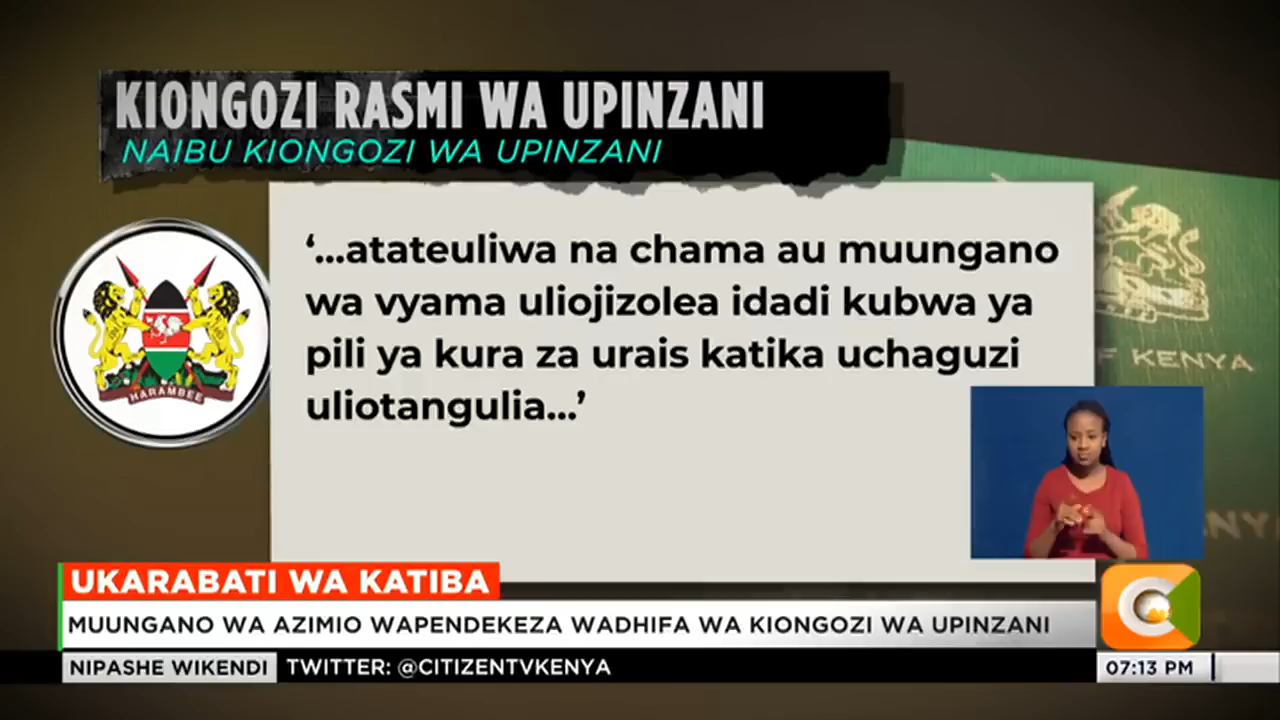 KIONGOZI RASMI WA UPINZANI
NAIBU KIONGOZI WA UPINZANI
‘...atateuliwa na chama au muungano
wa vyama uliojizolea idadi kubwa ya
pili ya kura za urais katika uchaguzi
uliotangulia...’
HARAMBEE
F KENYA
UKARABATI WA KATIBA
MUUNGANO WA AZIMIO WAPENDEKEZA WADHIFA WA KIONGOZI WA UPINZANI
NIPASHE WIKENDI TWITTER: @CITIZENTVKENYA
07:13 PM